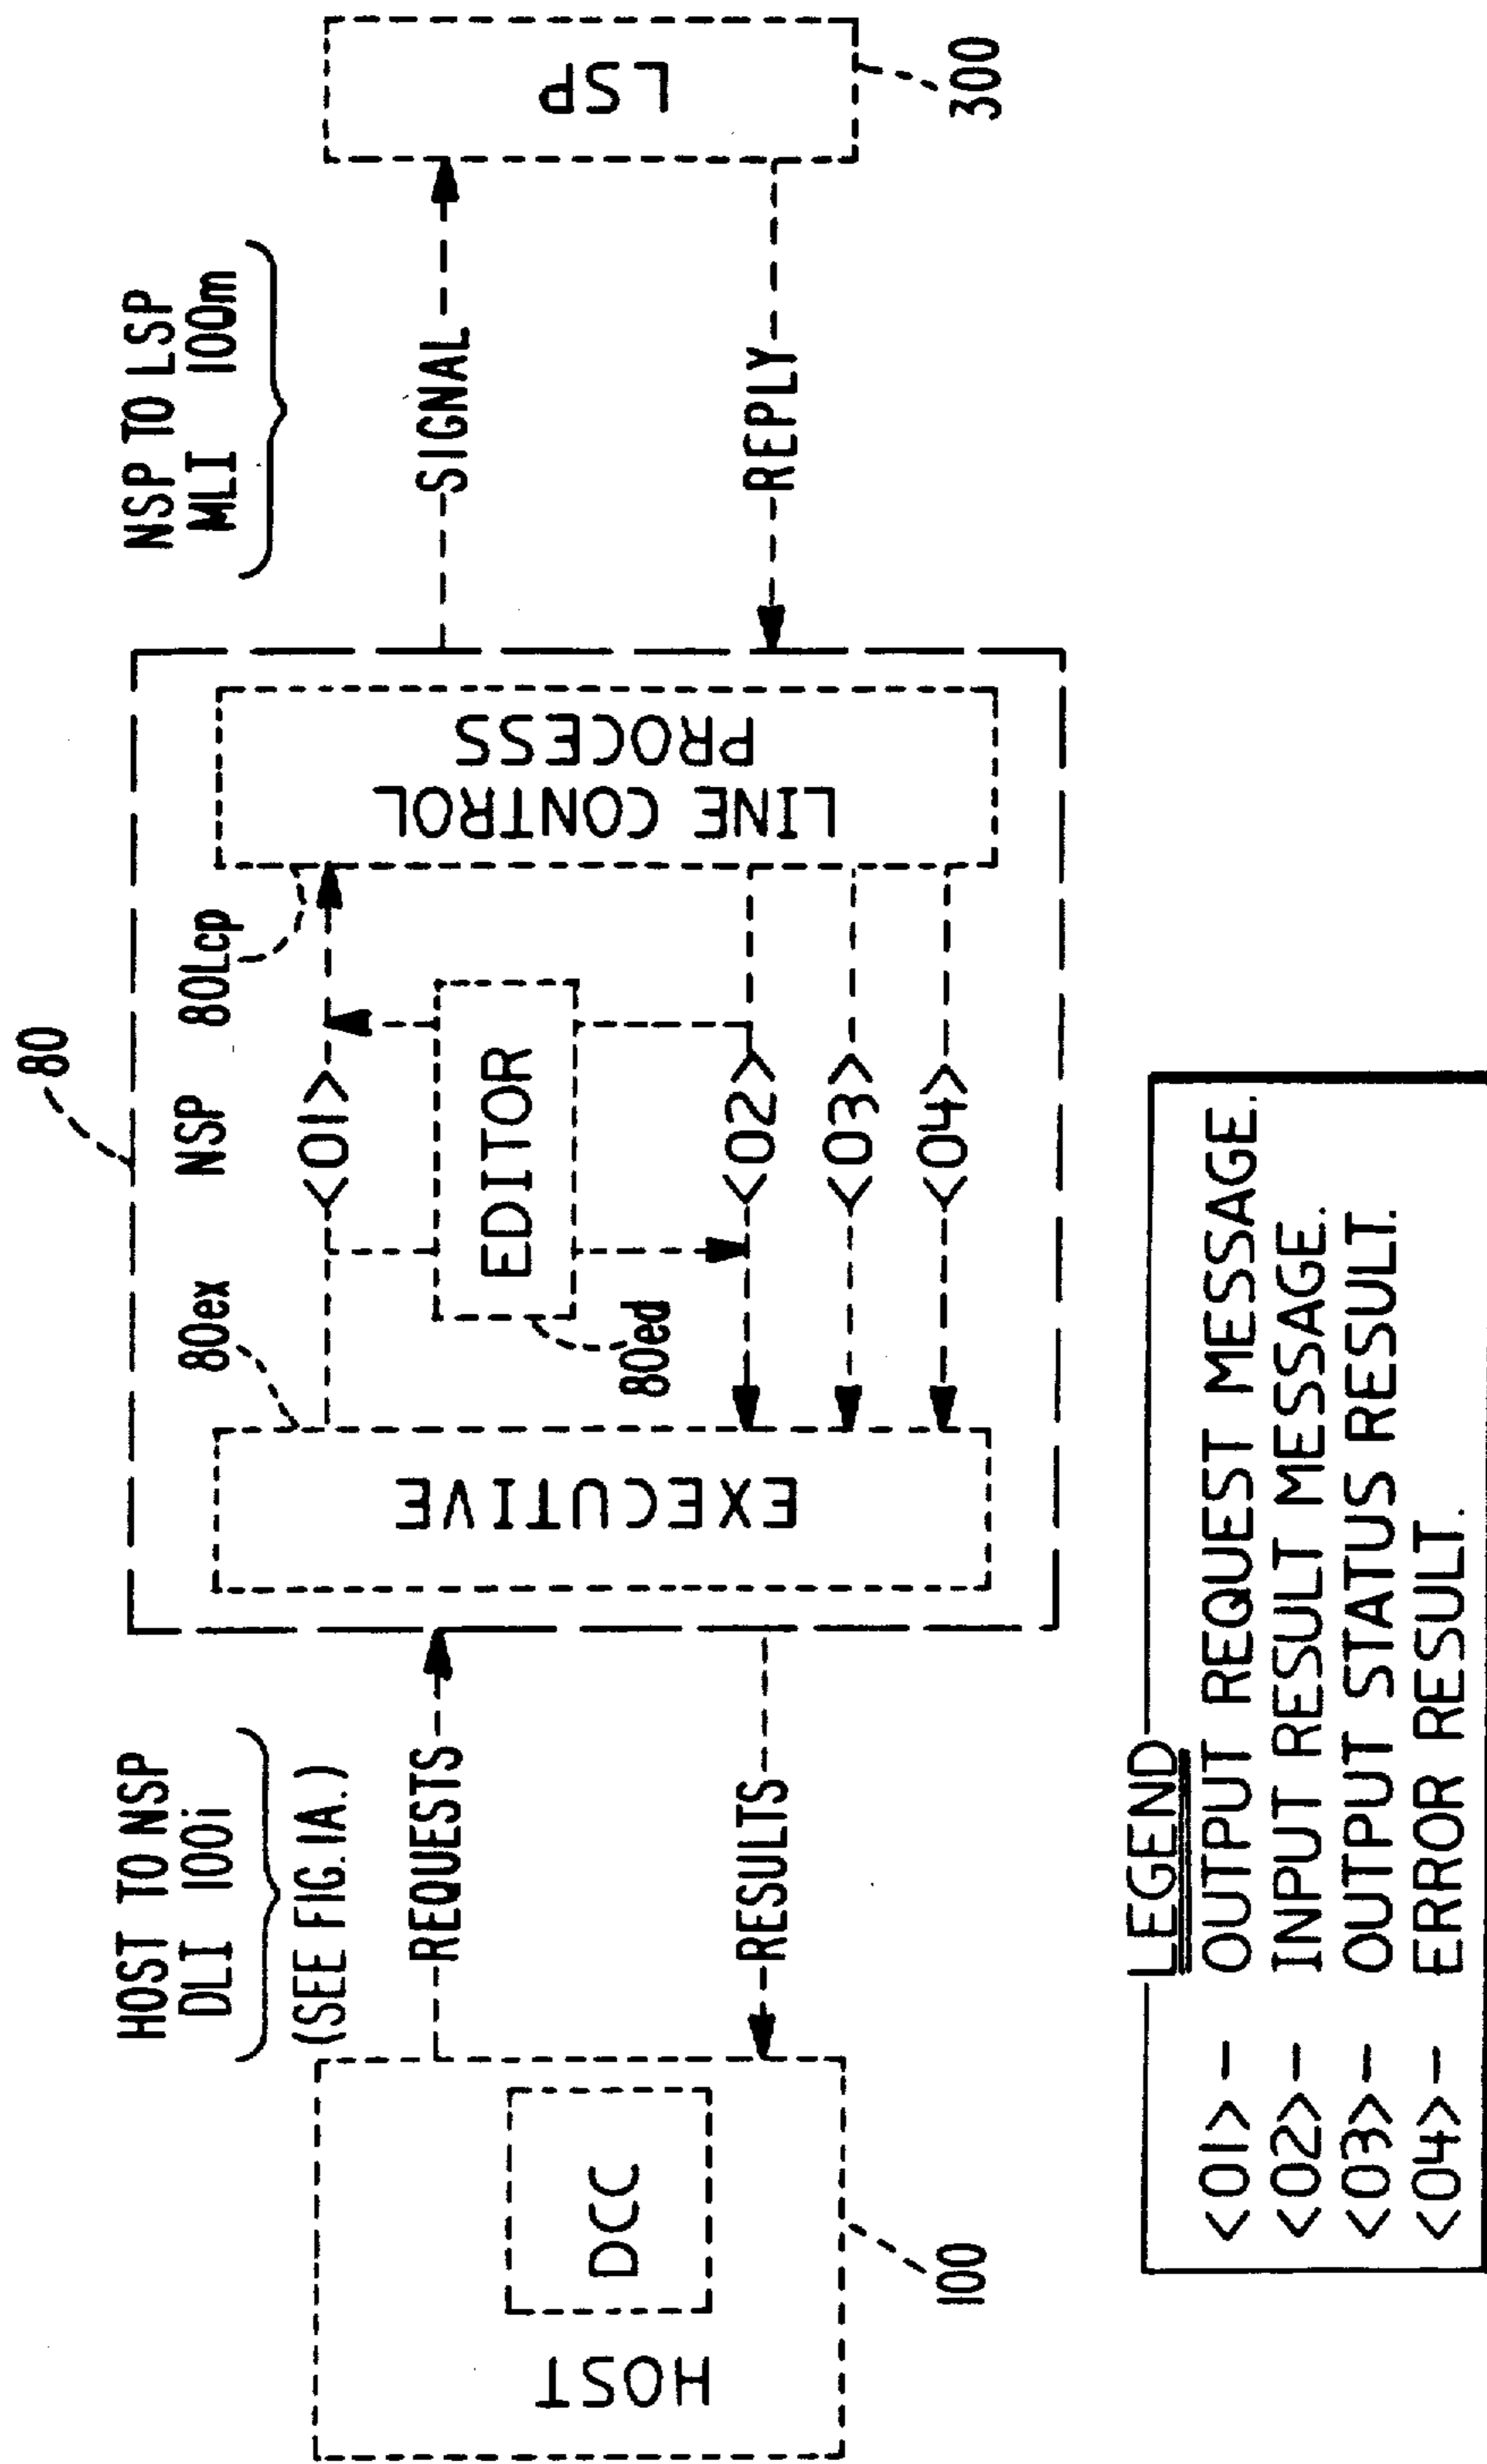 80
HOST TO NSP
DLI 100i
(SEE FIG.1A.)
NSP TO LSP
MLI 100m
80ex
NSP
80Lcp
HOST
DCC
100
REQUESTS
RESULTS
EXECUTIVE
<01>
EDITOR
80ed
<02>
<03>
<04>
LINE CONTROL
PROCESS
SIGNAL
REPLY
LSP
300
LEGEND
<01>- OUTPUT REQUEST MESSAGE.
<02>- INPUT RESULT MESSAGE.
<03>- OUTPUT STATUS RESULT.
<04>- ERROR RESULT.